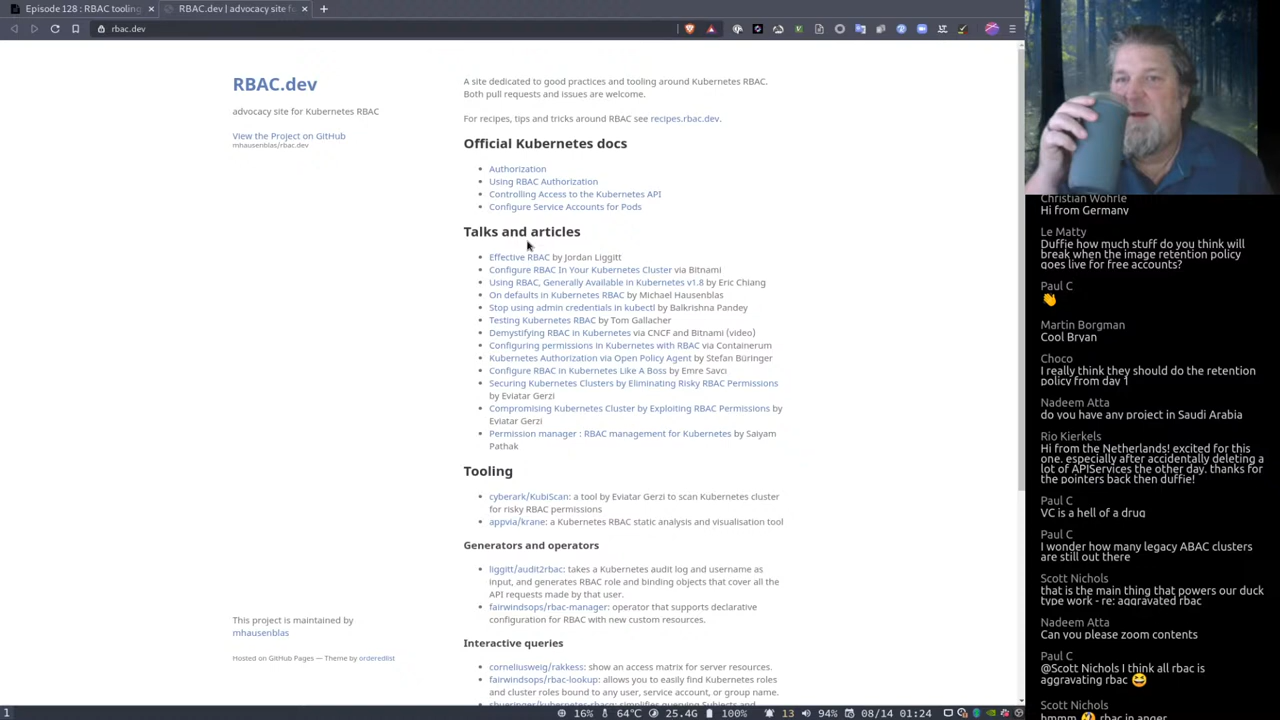 Episode 128 : RBAC tooling
RBAC.dev | advocacy site f
rbac.dev
RBAC.dev
advocacy site for Kubernetes RBAC
View the Project on GitHub
mhausenblas/rbac.dev
A site dedicated to good practices and tooling around Kubernetes RBAC.
Both pull requests and issues are welcome.
For recipes, tips and tricks around RBAC see recipes.rbac.dev.
Official Kubernetes docs
Authorization
Using RBAC Authorization
Controlling Access to the Kubernetes API
Configure Service Accounts for Pods
Talks and articles
Effective RBAC by Jordan Liggitt
Configure RBAC In Your Kubernetes Cluster via Bitnami
Using RBAC, Generally Available in Kubernetes v1.8 by Eric Chiang
On defaults in Kubernetes RBAC by Michael Hausenblas
Stop using admin credentials in kubectl by Balkrishna Pandey
Testing Kubernetes RBAC by Tom Gallacher
Demystifying RBAC in Kubernetes via CNCF and Bitnami (video)
Configuring permissions in Kubernetes with RBAC via Containerum
Kubernetes Authorization via Open Policy Agent by Stefan Büringer
Configure RBAC in Kubernetes Like A Boss by Emre Savcı
Securing Kubernetes Clusters by Eliminating Risky RBAC Permissions
by Eviatar Gerzi
Compromising Kubernetes Cluster by Exploiting RBAC Permissions by
Eviatar Gerzi
Permission manager : RBAC management for Kubernetes by Saiyam
Pathak
Tooling
cyberark/KubiScan: a tool by Eviatar Gerzi to scan Kubernetes cluster
for risky RBAC permissions
appvia/krane: a Kubernetes RBAC static analysis and visualisation tool
Generators and operators
liggitt/audit2rbac: takes a Kubernetes audit log and username as
input, and generates RBAC role and binding objects that cover all the
API requests made by that user.
fairwindsops/rbac-manager: operator that supports declarative
configuration for RBAC with new custom resources.
Interactive queries
corneliusweig/rakkess: show an access matrix for server resources.
fairwindsops/rbac-lookup: allows you to easily find Kubernetes roles
and cluster roles bound to any user, service account, or group name.
This project is maintained by
mhausenblas
Hosted on GitHub Pages — Theme by orderedlist
Christian Wohrle
Hi from Germany
Le Matty
Duffie how much stuff do you think will
break when the image retention policy
goes live for free accounts?
Paul C
Martin Borgman
Cool Bryan
Choco
I really think they should do the retention
policy from day 1
Nadeem Atta
do you have any project in Saudi Arabia
Rio Kierkels
Hi from the Netherlands! excited for this
one. especially after accidentally deleting a
lot of APIServices the other day. thanks for
the pointers back then duffie!
Paul C
VC is a hell of a drug
Paul C
I wonder how many legacy ABAC clusters
are still out there
Scott Nichols
that is the main thing that powers our duck
type work - re: aggravated rbac
Nadeem Atta
Can you please zoom contents
Paul C
@Scott Nichols I think all rbac is
aggravating rbac
Scott Nichols
hmmm rbac in anger
1
16% 64°C 25.4G 100% 13 94% 08/14 01:24